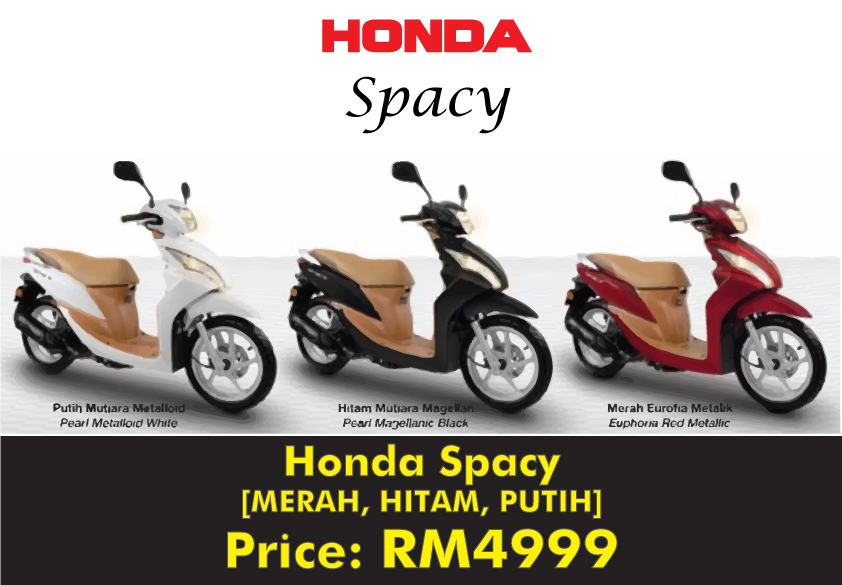 HONDA
Spacy
Putih Mutiara Metalloid
Pearl Metalloid White
Hitam Mutiara Magellan
Pearl Magellanic Black
Merah Eurofia Metalik
Euphoria Red Metallic
Honda Spacy
[MERAH, HITAM, PUTIH]
Price: RM4999